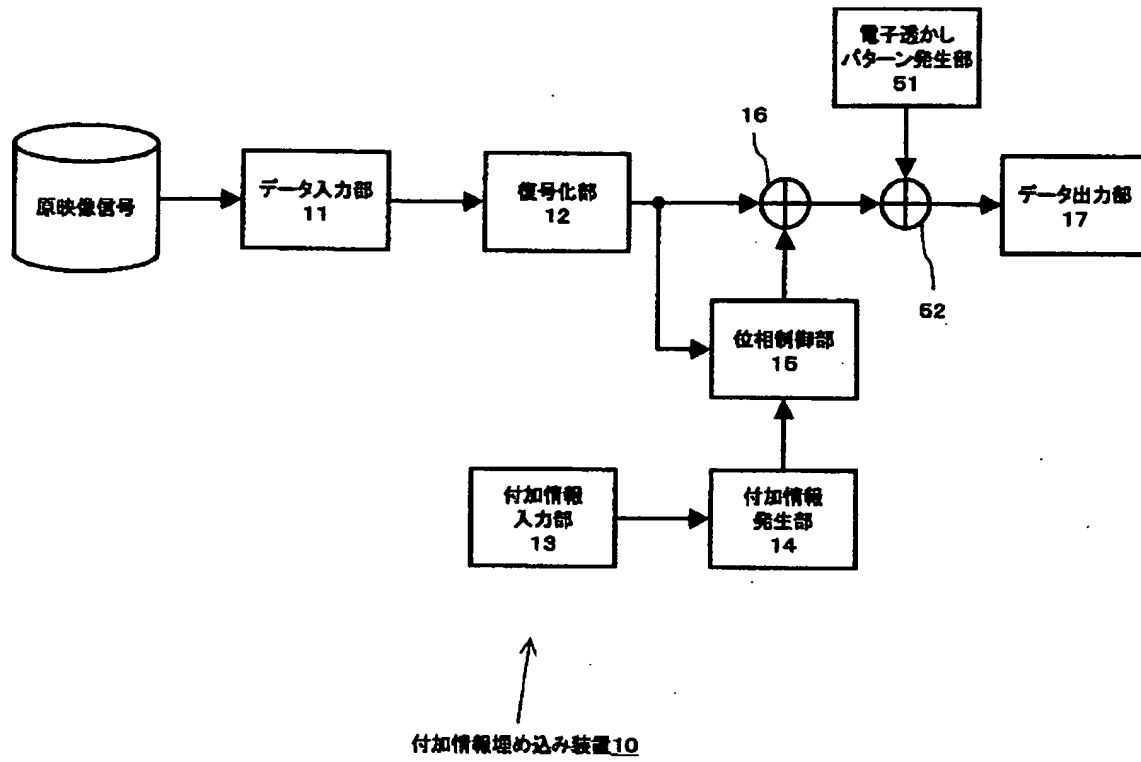 電子透かし
パターン発生部
51
16
原映像信号
データ入力部
11
復号化部
12
データ出力部
17
52
位相制御部
15
付加情報
入力部
13
付加情報
発生部
14
付加情報埋め込み装置10